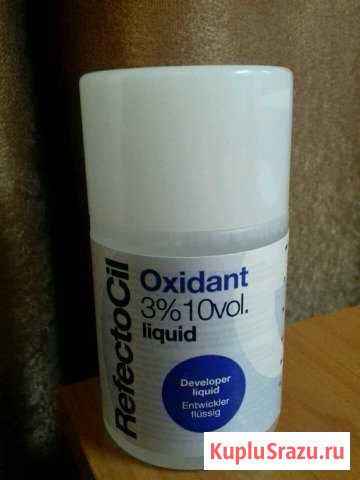 RefectoCil
Oxidant
3% 10vol.
liquid
Developer
liquid
Entwickler
flüssig
KupluSrazu.ru